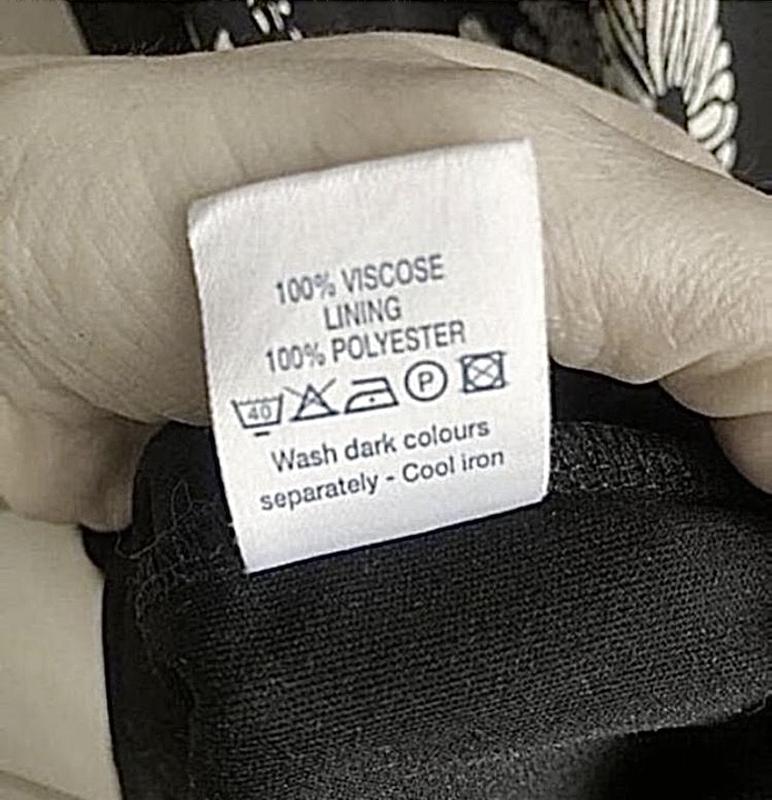 100% VISCOSE
LINING
100% POLYESTER
40 P
Wash dark colours
separately - Cool iron